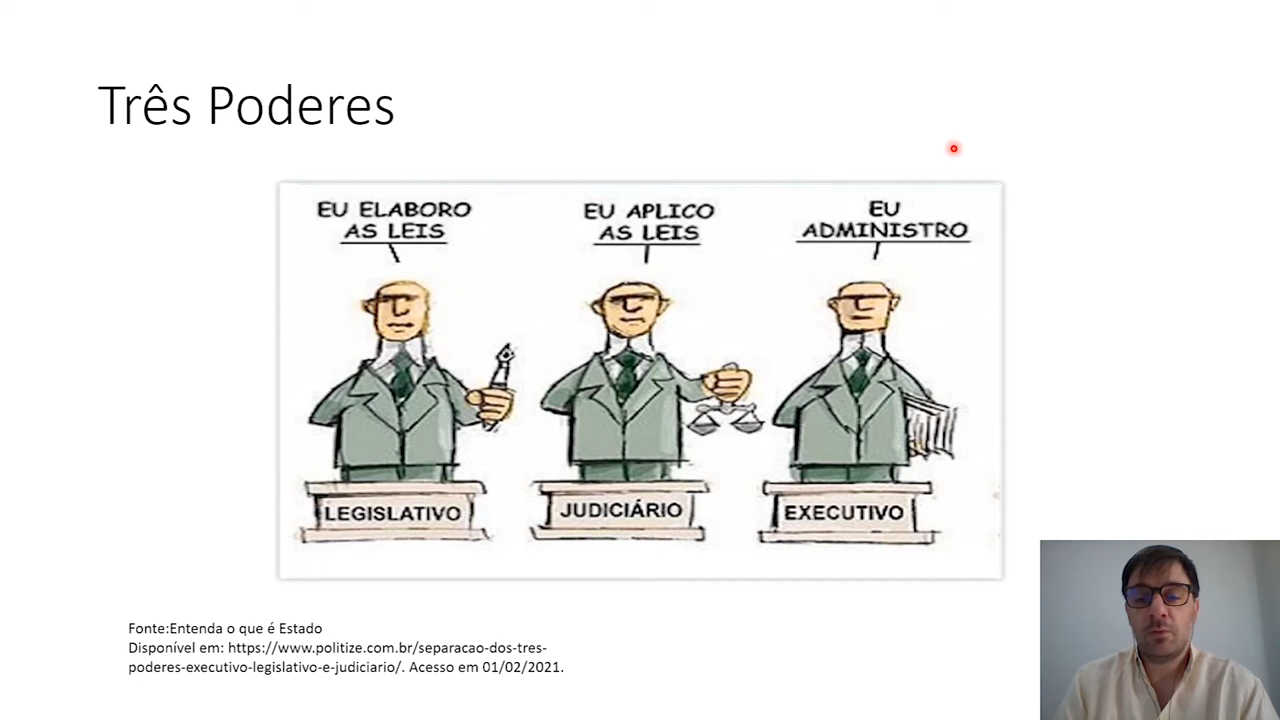 Três Poderes
EU ELABORO
AS LEIS
EU APLICO
AS LEIS
EU
ADMINISTRO
LEGISLATIVO
JUDICIÁRIO
EXECUTIVO
Fonte:Entenda o que é Estado
Disponível em: https://www.politize.com.br/separacao-dos-tres-
poderes-executivo-legislativo-e-judiciario/. Acesso em 01/02/2021.